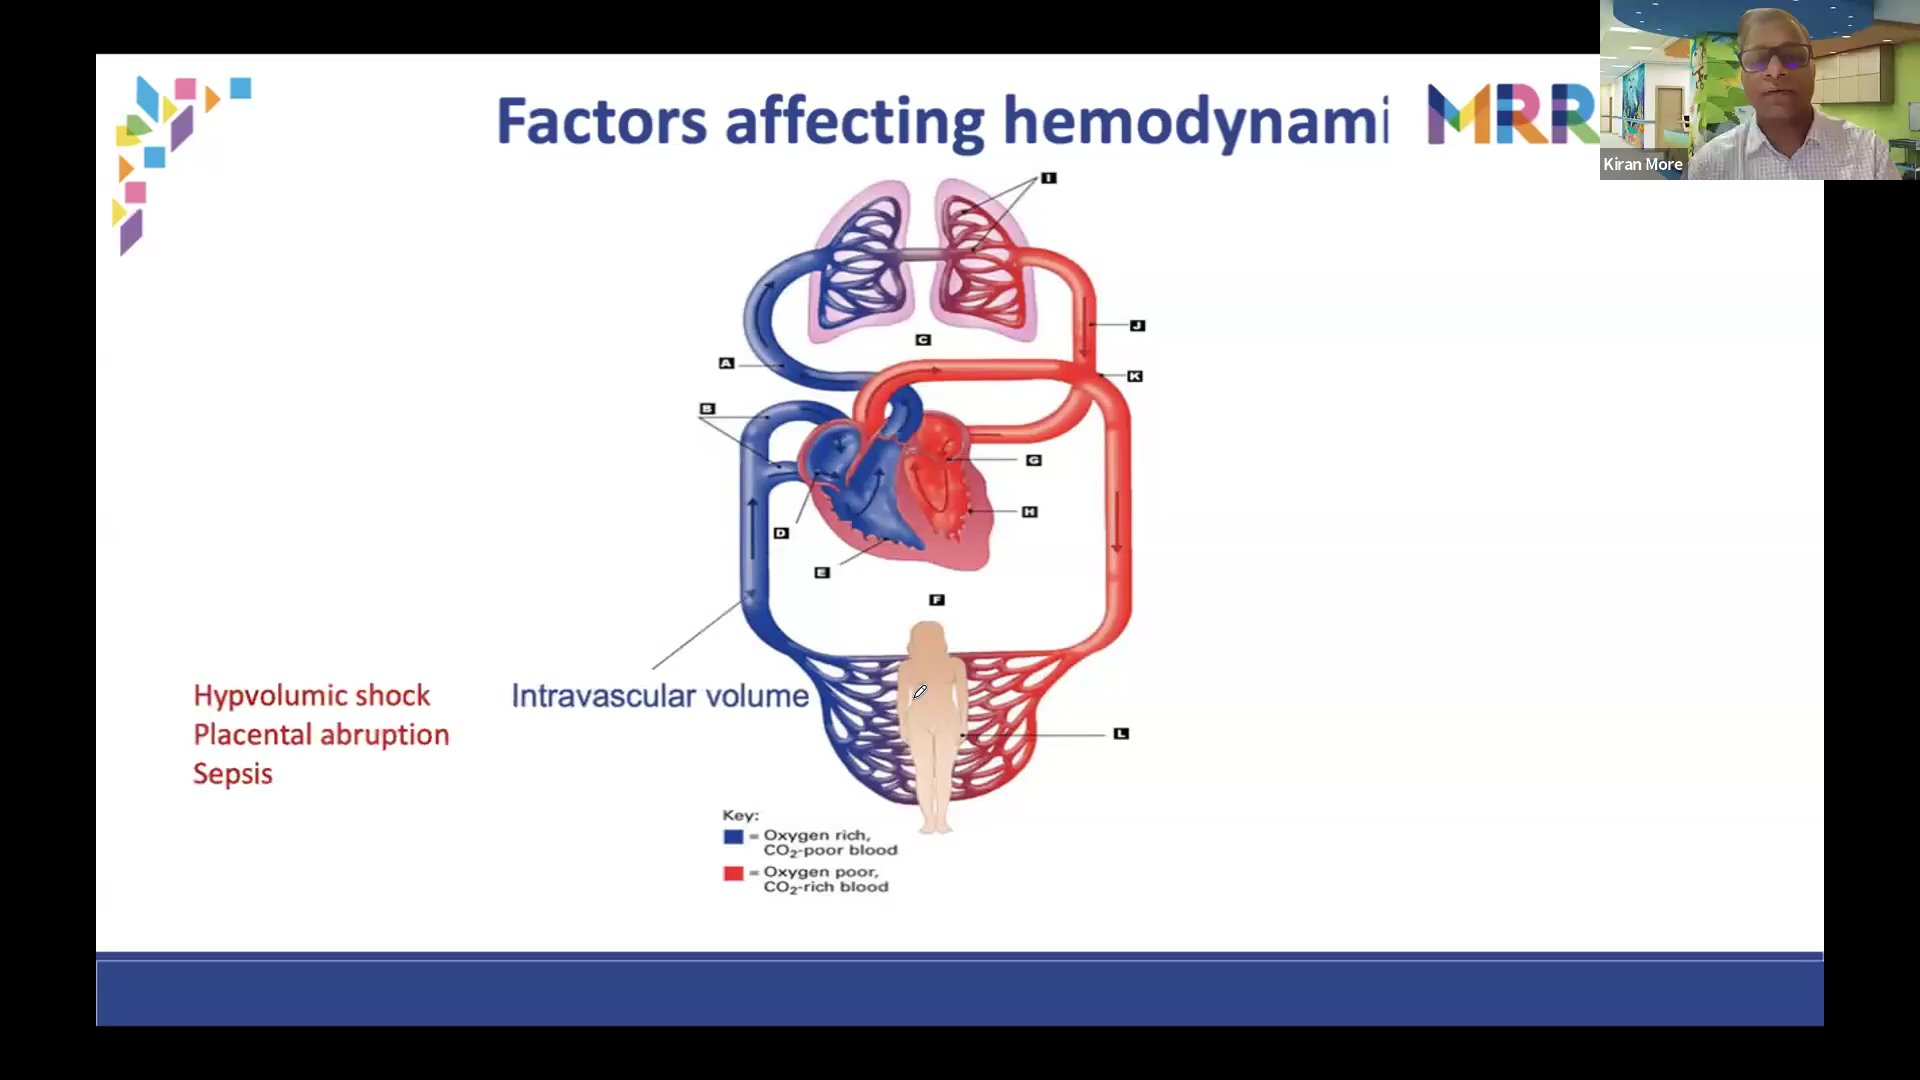 Factors affecting hemodynami
MRR
Kiran More
I
C
J
A
K
B
G
H
D
E
F
Hypvolumic shock
Intravascular volume
Placental abruption
L
Sepsis
Key:
= Oxygen rich,
CO₂-poor blood
= Oxygen poor,
CO₂-rich blood